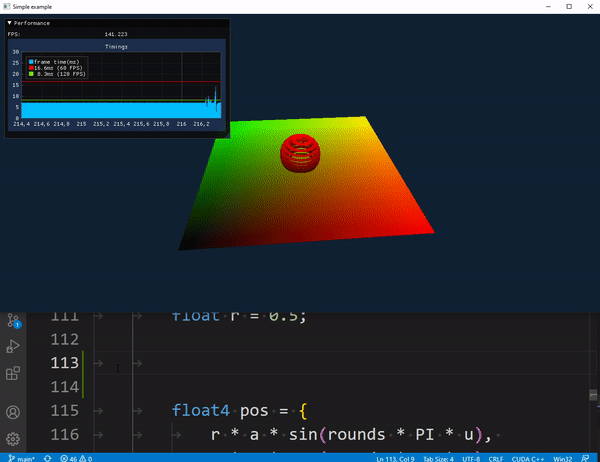 Simple example
Performance
FPS: 141.223
Timings
frame time(ms)
16.6ms (60 FPS)
8.3ms (120 FPS)
30
25
20
15
10
5
0
214,4 214,6 214,8 215 215,2 215,4 215,6 215,8 216 216,2
111 float r = 0.5;
112
113
114
115 float4 pos = {
116 r * a * sin(rounds * PI * u),
main* 46 0 Ln 113, Col 9 Tab Size: 4 UTF-8 CRLF CUDA C++ Win32